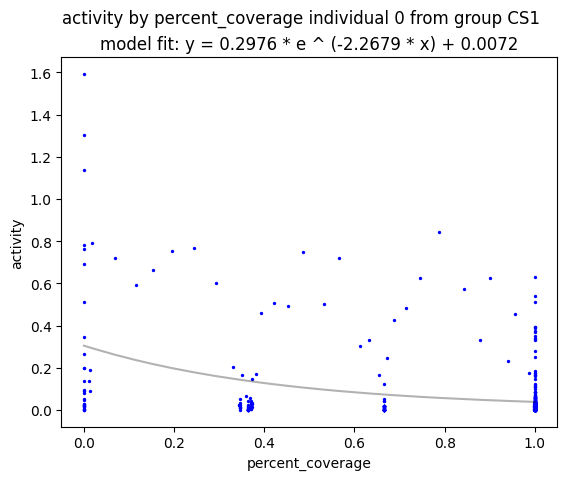 activity by percent_coverage individual 0 from group CS1
model fit: y = 0.2976 * e ^ (-2.2679 * x) + 0.0072
1.6
1.4
1.2
1.0
0.8
0.6
0.4
0.2
0.0
activity
0.0 0.2 0.4 0.6 0.8 1.0
percent_coverage